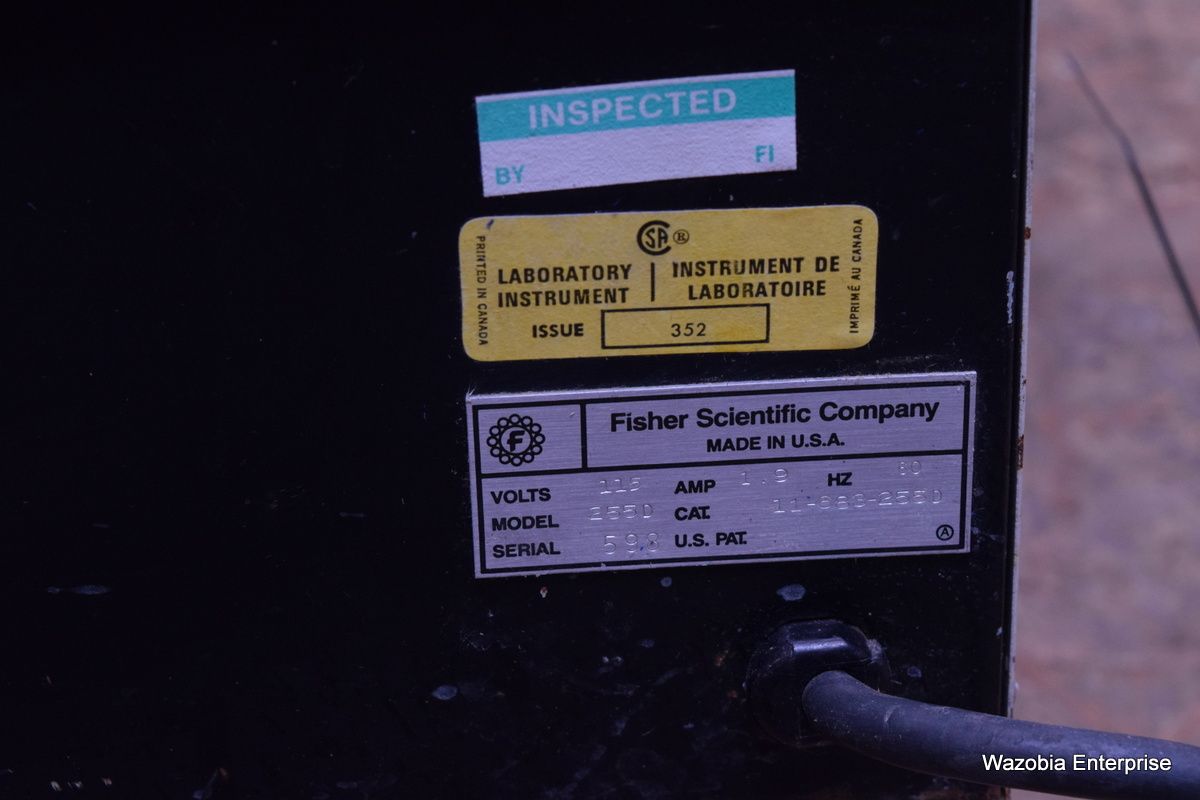 INSPECTED
BY FI
CSA ®
PRINTED IN CANADA
LABORATORY INSTRUMENT
INSTRUMENT DE LABORATOIRE
IMPRIMÉ AU CANADA
ISSUE 352
F
Fisher Scientific Company
MADE IN U.S.A.
VOLTS 115 AMP 1.9 HZ 60
MODEL 255D CAT. 11-683-255D
SERIAL 598 U.S. PAT. A
Wazobia Enterprise